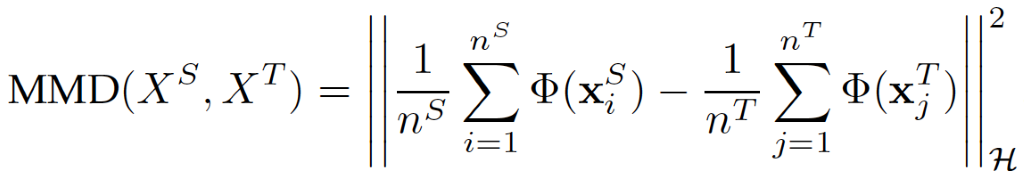 $\text{MMD}(X^S, X^T) = \left\| \frac{1}{n^S} \sum_{i=1}^{n^S} \Phi(\mathbf{x}_i^S) - \frac{1}{n^T} \sum_{j=1}^{n^T} \Phi(\mathbf{x}_j^T) \right\|_{\mathcal{H}}^2$